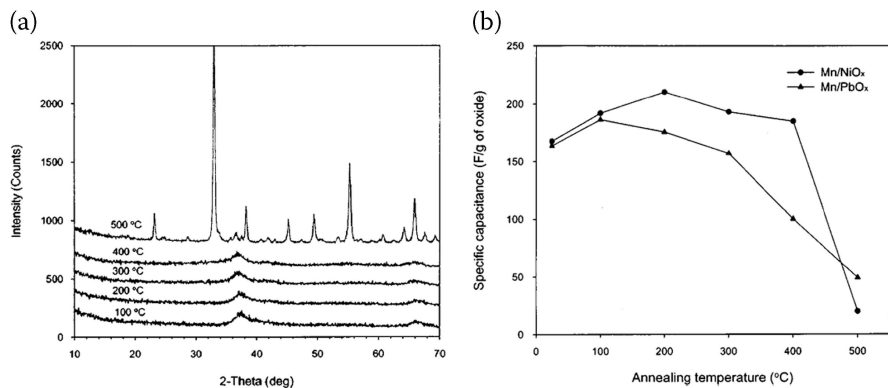 (a)
2500
2000
1500
1000
500
0
Intensity (Counts)
500 °C
400 °C
300 °C
200 °C
100 °C
10 20 30 40 50 60 70
2-Theta (deg)
(b)
250
200
150
100
50
0
Specific capacitance (F/g of oxide)
Mn/NiOx
Mn/PbOx
0 100 200 300 400 500
Annealing temperature (°C)